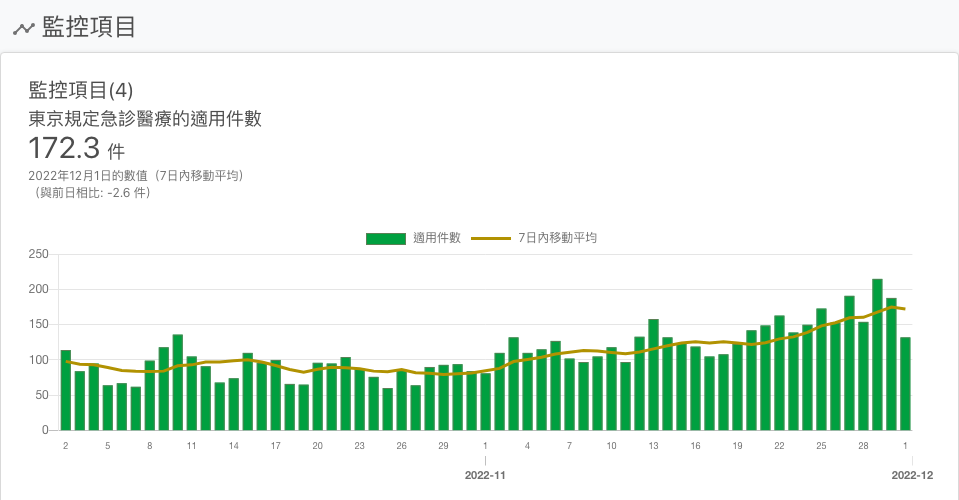 監控項目
監控項目(4)
東京規定急診醫療的適用件數
172.3 件
2022年12月1日的數值（7日內移動平均）
（與前日相比: -2.6 件）
適用件數 7日內移動平均
250
200
150
100
50
0
2 5 8 11 14 17 20 23 26 29 1 4 7 10 13 16 19 22 25 28 1
2022-11 2022-12